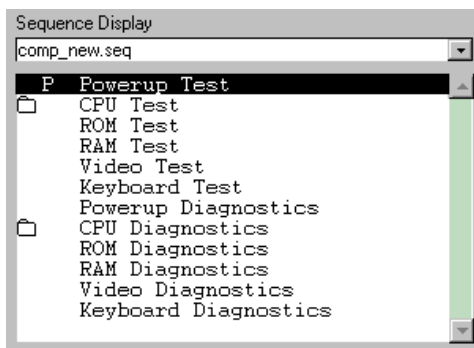 Sequence Display
comp_new.seq
P Powerup Test
CPU Test
ROM Test
RAM Test
Video Test
Keyboard Test
Powerup Diagnostics
CPU Diagnostics
ROM Diagnostics
RAM Diagnostics
Video Diagnostics
Keyboard Diagnostics